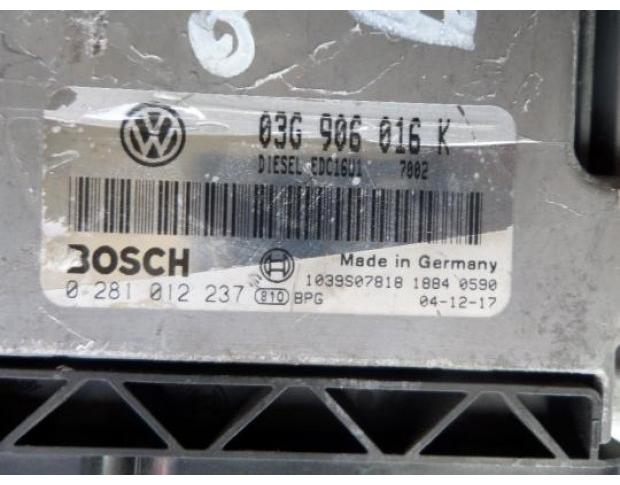 03G 906 016 K
DIESEL EDC16U1 7002
BOSCH
Made in Germany
0 281 012 237 810 BPG
1039S07818 1884 0590
04-12-17